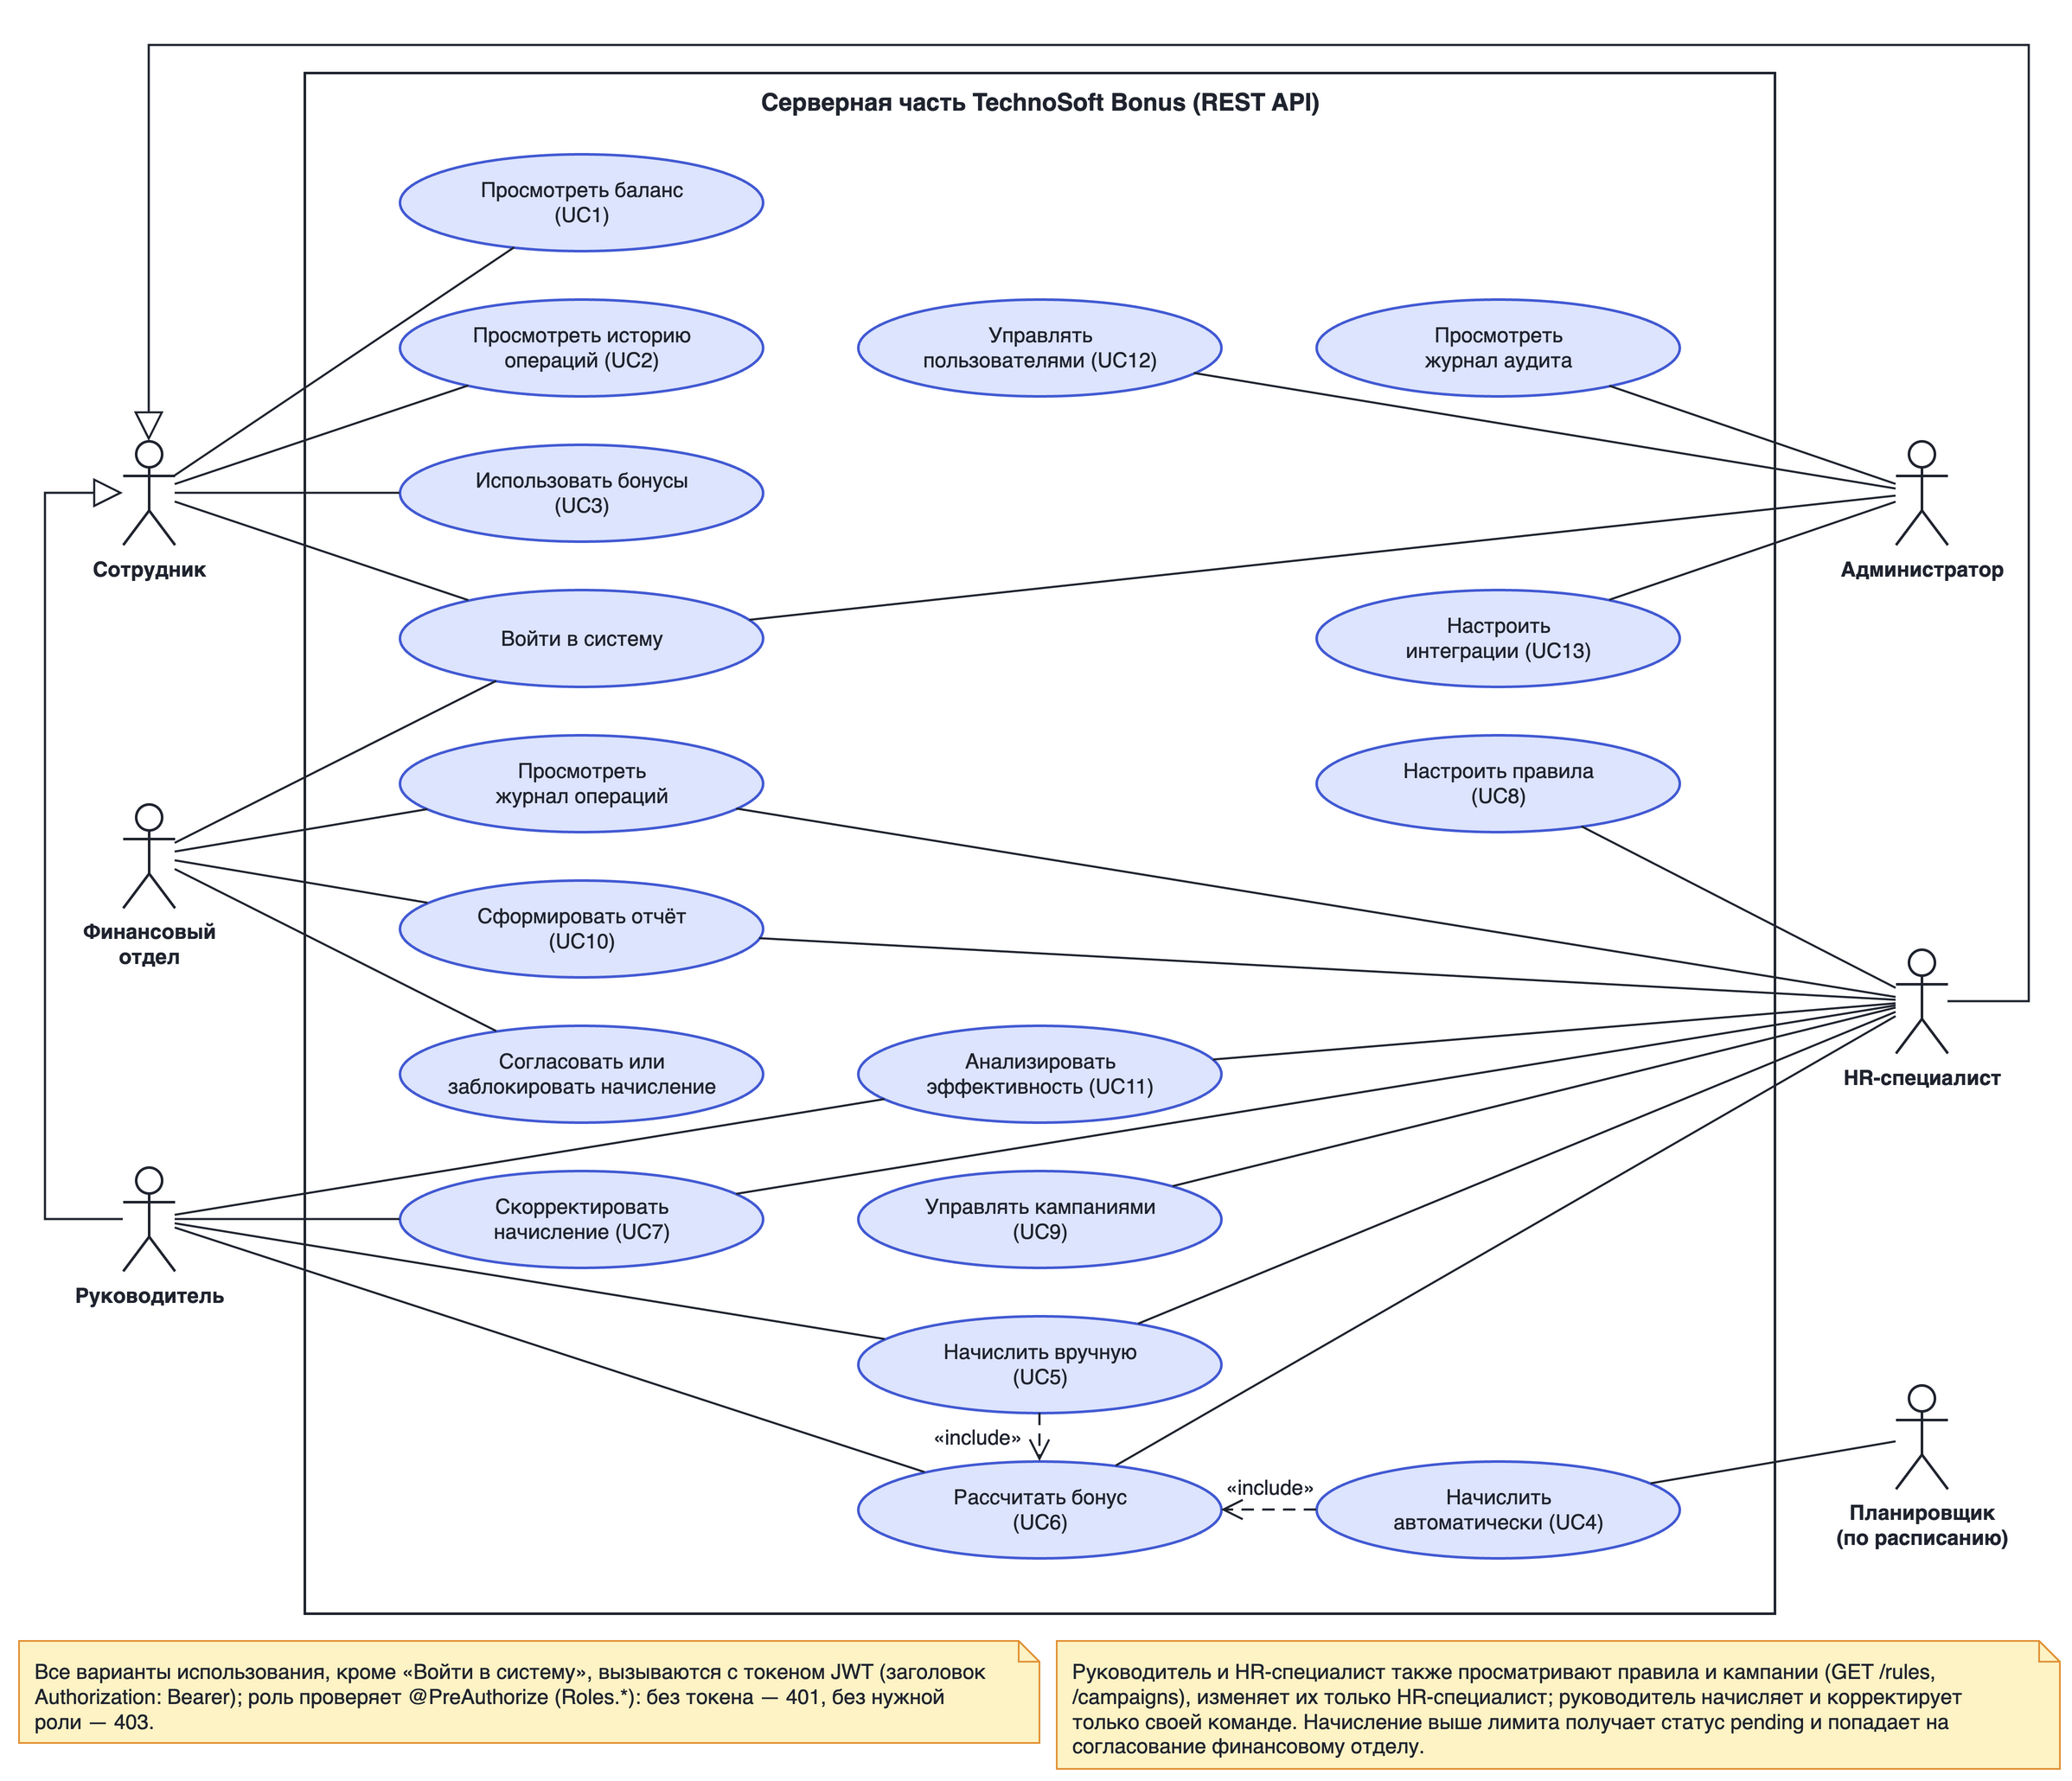 Серверная часть TechnoSoft Bonus (REST API)
Просмотреть баланс
(UC1)
Просмотреть историю
операций (UC2)
Управлять
пользователями (UC12)
Просмотреть
журнал аудита
Использовать бонусы
(UC3)
Сотрудник
Администратор
Войти в систему
Настроить
интеграции (UC13)
Просмотреть
журнал операций
Настроить правила
(UC8)
Финансовый
отдел
Сформировать отчёт
(UC10)
Согласовать или
заблокировать начисление
Анализировать
эффективность (UC11)
HR-специалист
Скорректировать
начисление (UC7)
Управлять кампаниями
(UC9)
Руководитель
Начислить вручную
(UC5)
«include»
Рассчитать бонус
(UC6)
«include»
Начислить
автоматически (UC4)
Планировщик
(по расписанию)
Все варианты использования, кроме «Войти в систему», вызываются с токеном JWT (заголовок
Authorization: Bearer); роль проверяет @PreAuthorize (Roles.*): без токена — 401, без нужной
роли — 403.
Руководитель и HR-специалист также просматривают правила и кампании (GET /rules,
/campaigns), изменяет их только HR-специалист; руководитель начисляет и корректирует
только своей команде. Начисление выше лимита получает статус pending и попадает на
согласование финансовому отделу.